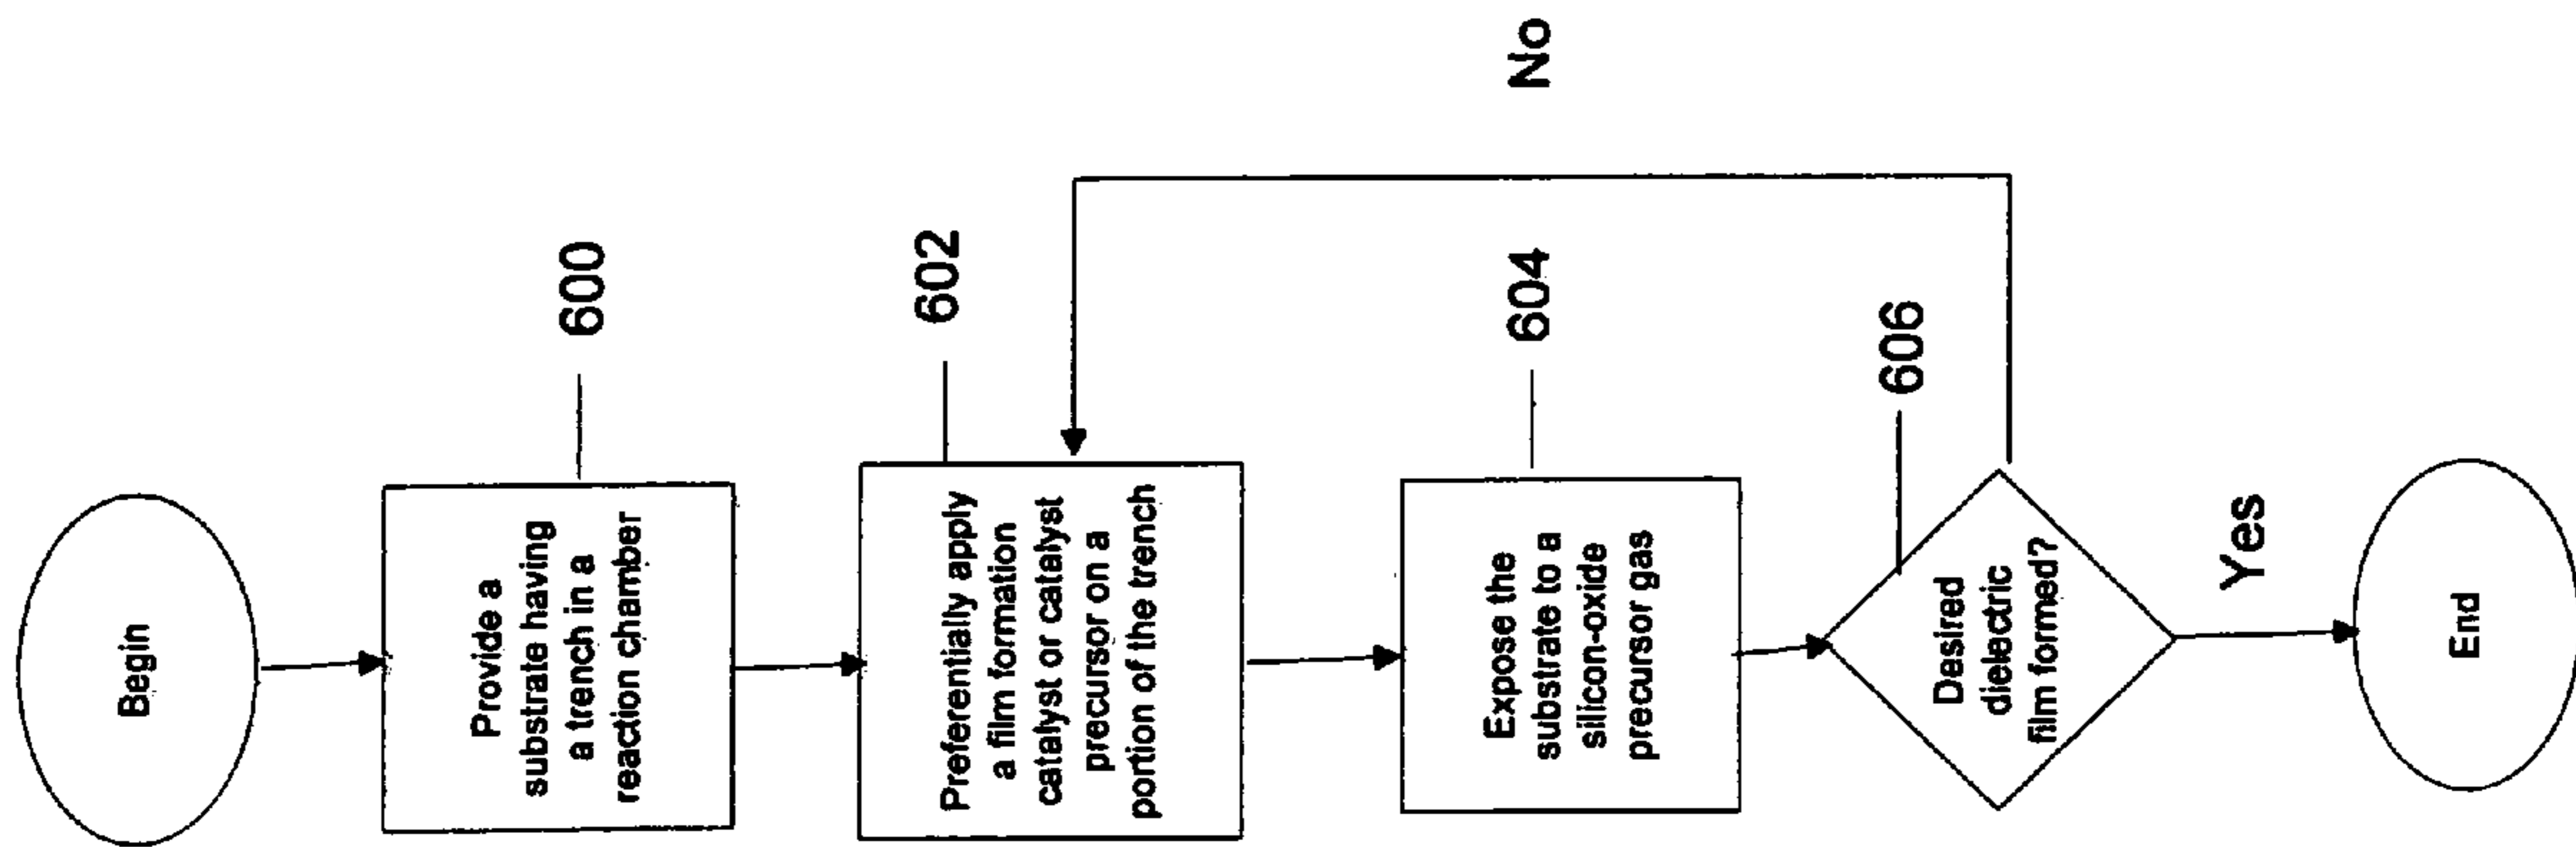 Begin
Provide a
substrate having
a trench in a
reaction chamber
600
Preferentially apply
a film formation
catalyst or catalyst
precursor on a
portion of the trench
602
Expose the
substrate to a
silicon-oxide
precursor gas
604
No
Desired
dielectric
film formed?
606
Yes
End